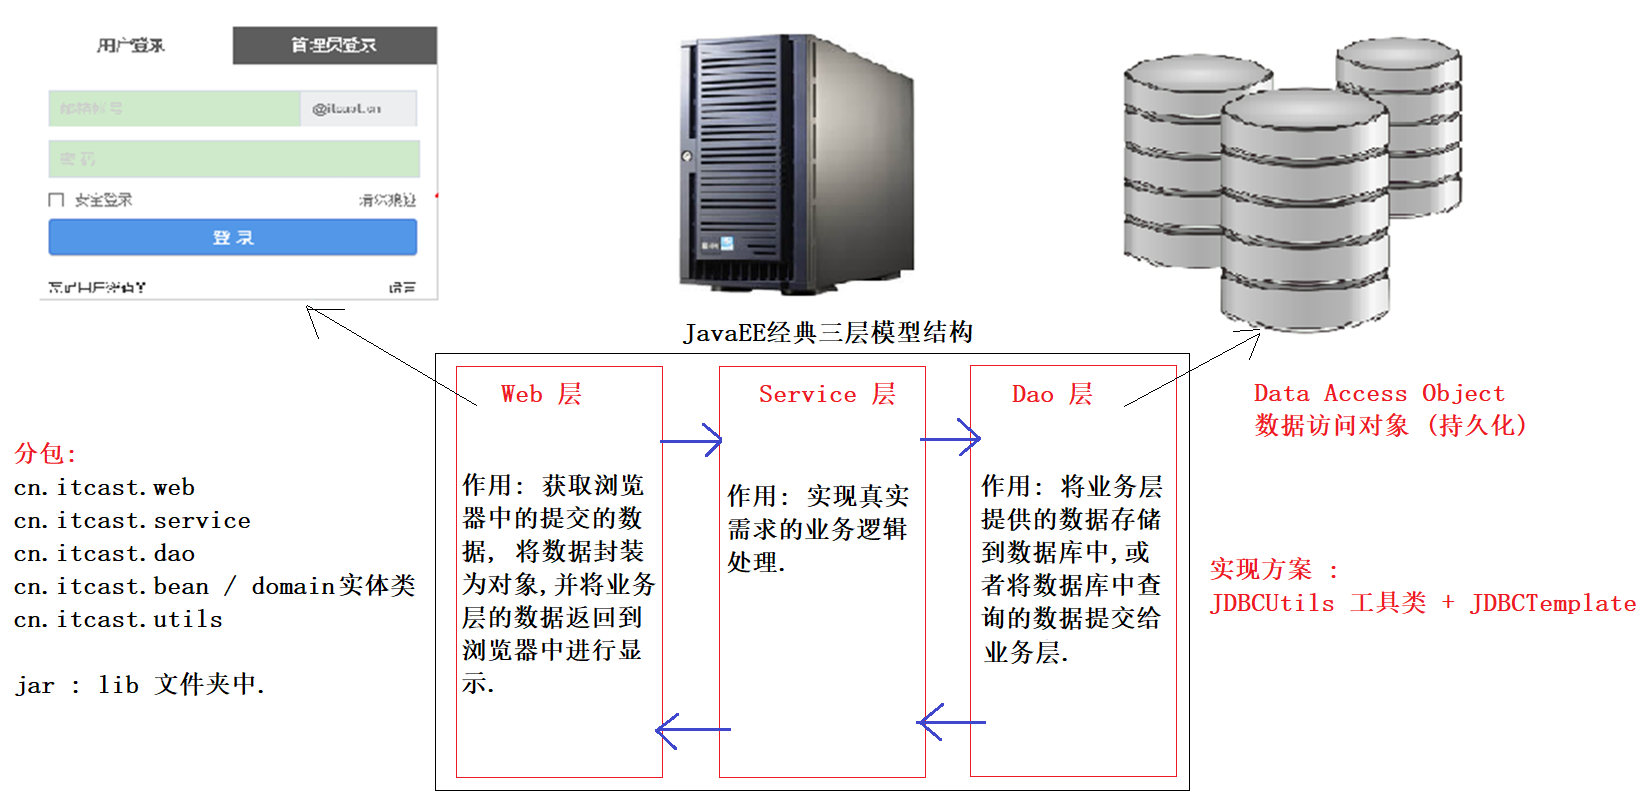 用户登录
管理员登录
邮箱帐号
@itcast.cn
密 码
安全登录
登 录
JavaEE经典三层模型结构
Web 层
作用: 获取浏览
器中的提交的数
据, 将数据封装
为对象,并将业务
层的数据返回到
浏览器中进行显
示.
Service 层
作用: 实现真实
需求的业务逻辑
处理.
Dao 层
作用: 将业务层
提供的数据存储
到数据库中,或
者将数据库中查
询的数据提交给
业务层.
Data Access Object
数据访问对象 (持久化)
实现方案 :
JDBCUtils 工具类 + JDBCTemplate
分包:
cn.itcast.web
cn.itcast.service
cn.itcast.dao
cn.itcast.bean / domain实体类
cn.itcast.utils
jar : lib 文件夹中.